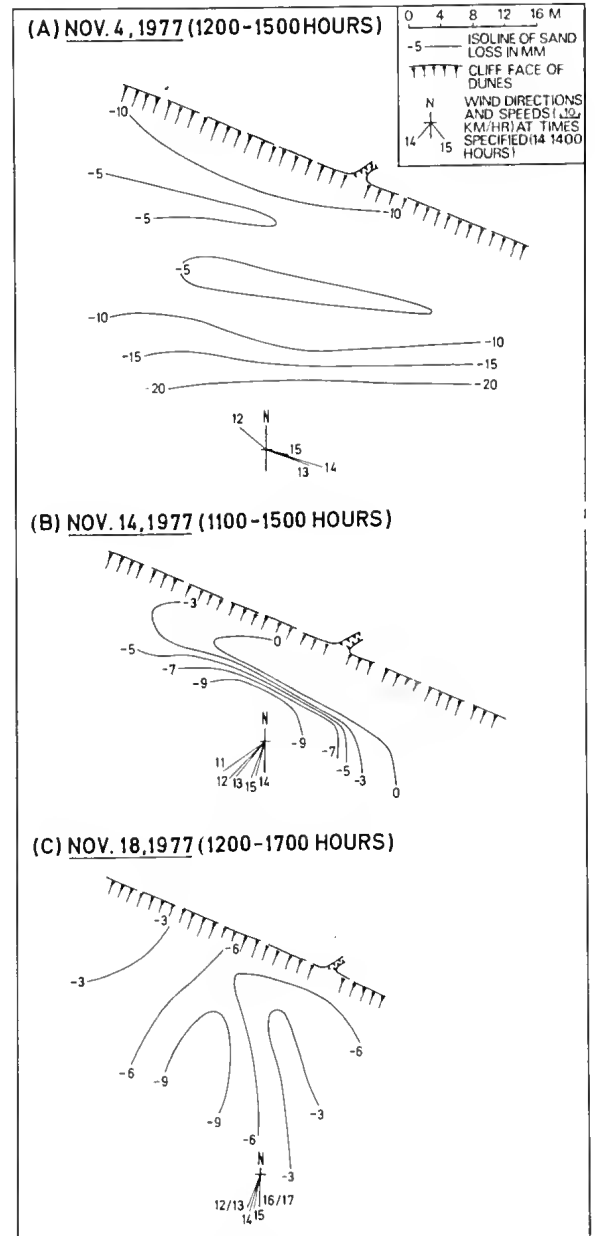 (A) NOV. 4, 1977 (1200-1500 HOURS)
0 4 8 12 16 M
-5 ISOLINE OF SAND
LOSS IN MM
CLIFF FACE OF
DUNES
N WIND DIRECTIONS
AND SPEEDS ( 10
KM/HR) AT TIMES
14 15 SPECIFIED (14 1400
HOURS)
-10
-5
-5
-10
-5
-10
-10
-15
-15
-20
-20
12 N
15
14
13
(B) NOV. 14, 1977 (1100-1500 HOURS)
-3
0
-5
-7
-9
N
-9
-7
-5
-3
0
11
12 13 15 14
(C) NOV. 18, 1977 (1200-1700 HOURS)
-3
-6
-3
-6
-6
-9
-3
-9
-6
N
-3
12/13 16/17
14 15